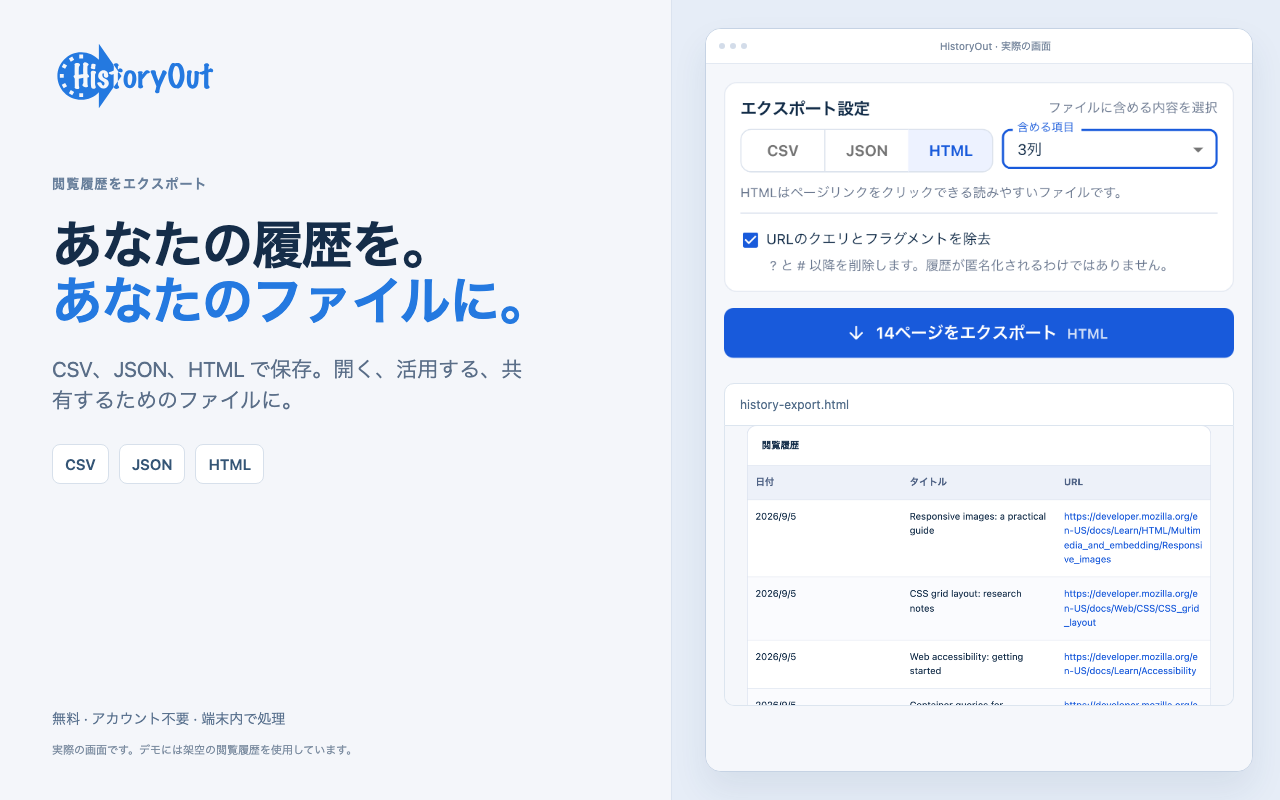 HistoryOut
閲覧履歴をエクスポート
あなたの履歴を。
あなたのファイルに。
CSV、JSON、HTML で保存。開く、活用する、共
有するためのファイルに。
CSV
JSON
HTML
無料 · アカウント不要 · 端末内で処理
実際の画面です。デモには架空の閲覧履歴を使用しています。
HistoryOut · 実際の画面
エクスポート設定
ファイルに含める内容を選択
CSV
JSON
HTML
含める項目
3列
HTMLはページリンクをクリックできる読みやすいファイルです。
URLのクエリとフラグメントを除去
? と # 以降を削除します。履歴が匿名化されるわけではありません。
14ページをエクスポート HTML
history-export.html
閲覧履歴
日付 タイトル URL
2026/9/5
Responsive images: a practical
guide
https://developer.mozilla.org/e
n-US/docs/Learn/HTML/Multim
edia_and_embedding/Responsi
ve_images
2026/9/5
CSS grid layout: research
notes
https://developer.mozilla.org/e
n-US/docs/Web/CSS/CSS_grid
_layout
2026/9/5
Web accessibility: getting
started
https://developer.mozilla.org/e
n-US/docs/Learn/Accessibility
2026/9/5
Container queries for
https://developer.mozilla.org/e